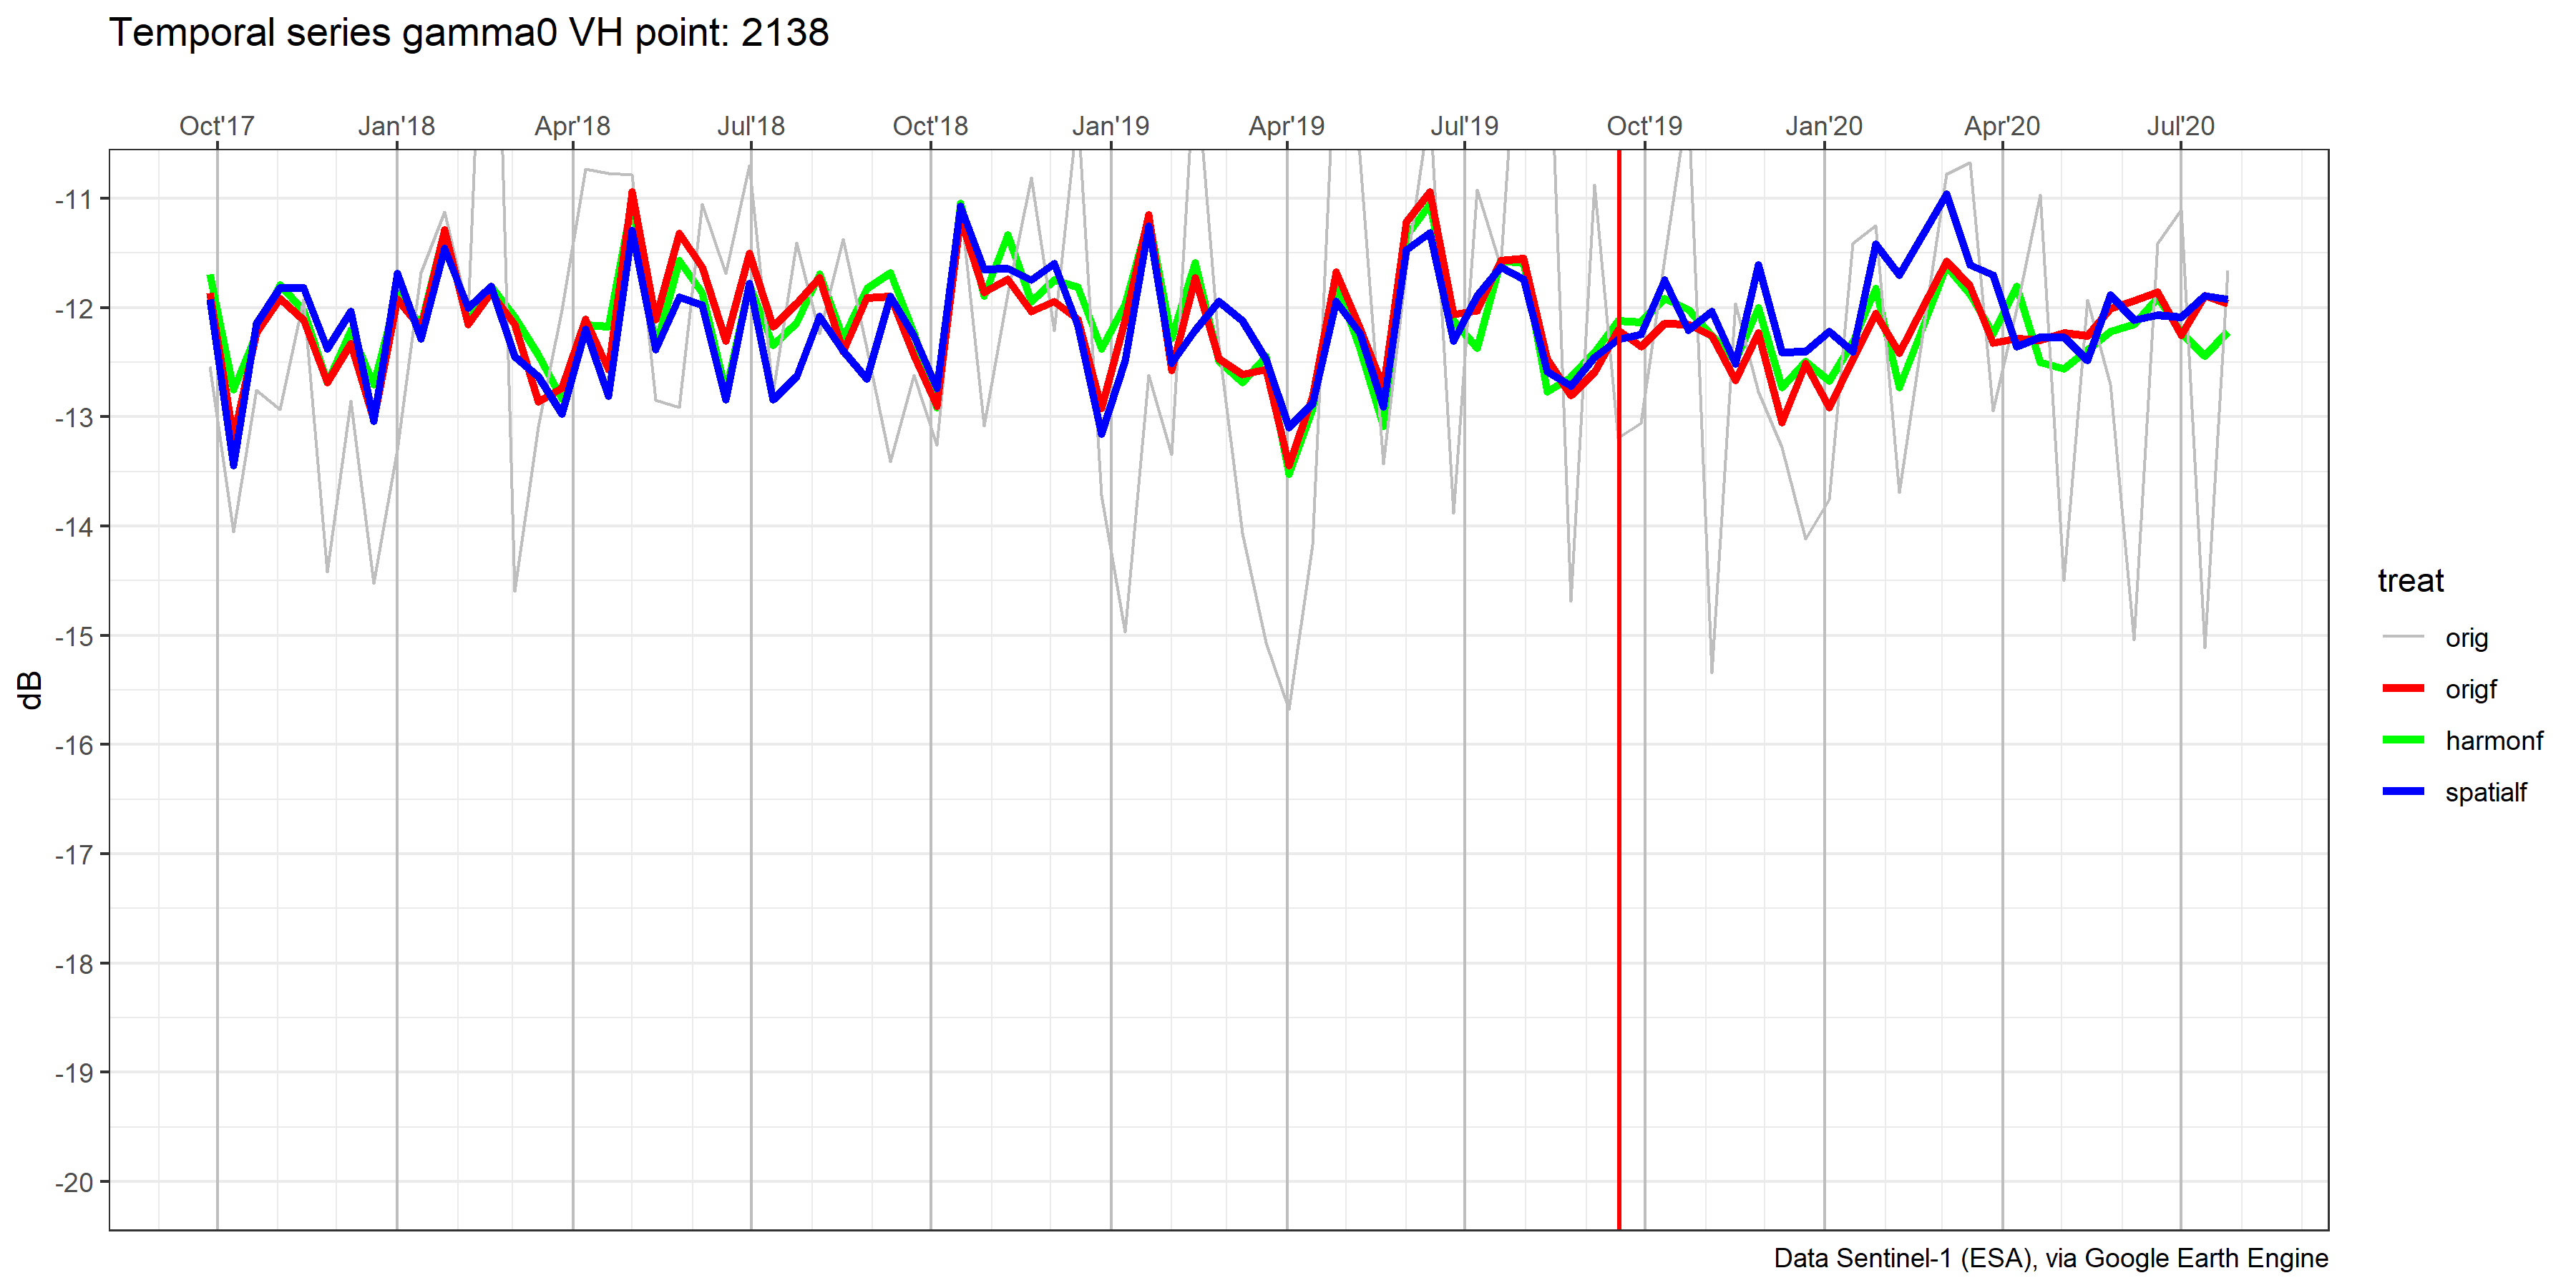 Temporal series gamma0 VH point: 2138
Oct'17 Jan'18 Apr'18 Jul'18 Oct'18 Jan'19 Apr'19 Jul'19 Oct'19 Jan'20 Apr'20 Jul'20
-11
-12
-13
-14
-15
-16
-17
-18
-19
-20
dB
treat
orig
origf
harmonf
spatialf
Data Sentinel-1 (ESA), via Google Earth Engine